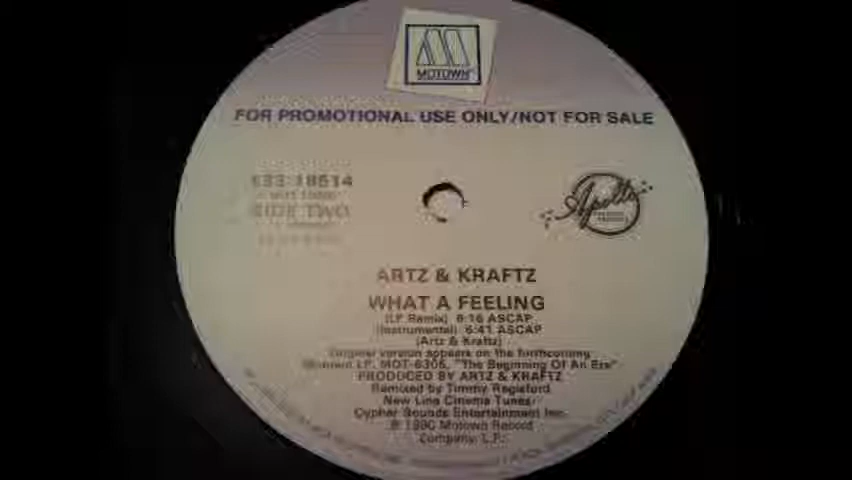 MOTOWN
FOR PROMOTIONAL USE ONLY/NOT FOR SALE
L33-18514
SIDE TWO
Apollo
ARTZ & KRAFTZ
WHAT A FEELING
(LP Remix) 6:16 ASCAP
(Instrumental) 5:41 ASCAP
(Artz & Kraftz)
Original version appears on the forthcoming
Motown LP, MOT-6305, "The Beginning Of An Era"
PRODUCED BY ARTZ & KRAFTZ
Remixed by Timmy Regisford
New Line Cinema Tunes/
Cypher Sounds Entertainment Inc.
℗ 1990 Motown Record
Company, L.P.